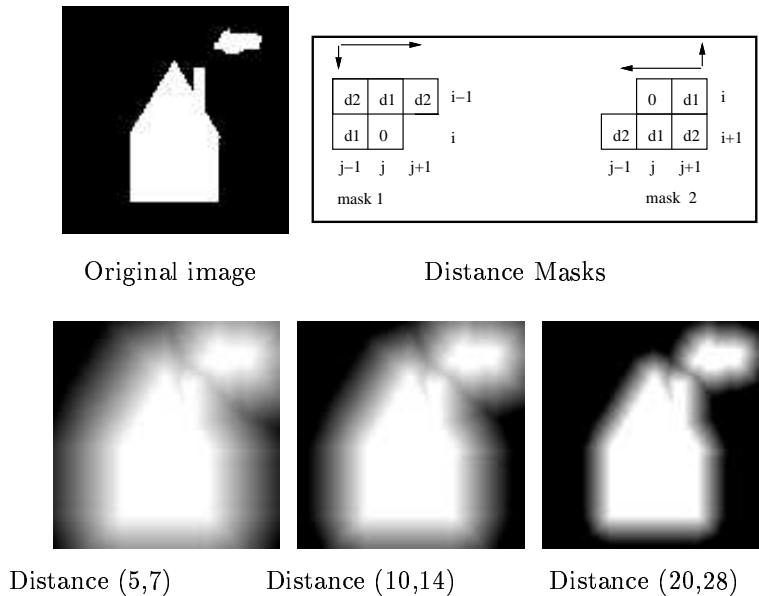 d2 d1 d2 i−1
d1 0 i
j−1 j j+1
mask 1
0 d1 i
d2 d1 d2 i+1
j−1 j j+1
mask 2
Original image
Distance Masks
Distance (5,7)
Distance (10,14)
Distance (20,28)